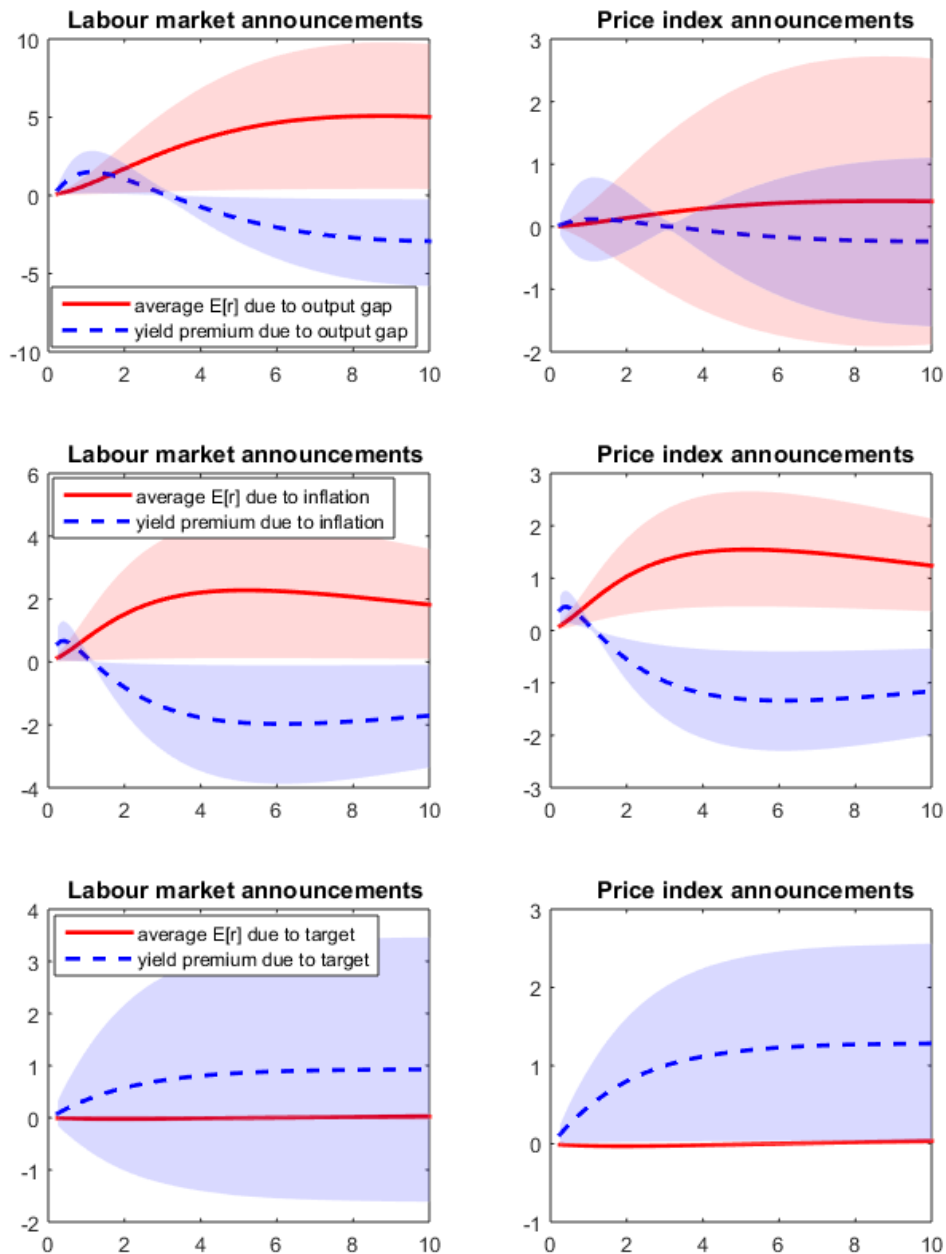 Labour market announcements
10
5
0
-5
-10
average E[r] due to output gap
yield premium due to output gap
0 2 4 6 8 10
Price index announcements
3
2
1
0
-1
-2
0 2 4 6 8 10
Labour market announcements
6
4
2
0
-2
-4
average E[r] due to inflation
yield premium due to inflation
0 2 4 6 8 10
Price index announcements
3
2
1
0
-1
-2
-3
0 2 4 6 8 10
Labour market announcements
4
3
2
1
0
-1
-2
average E[r] due to target
yield premium due to target
0 2 4 6 8 10
Price index announcements
3
2
1
0
-1
0 2 4 6 8 10